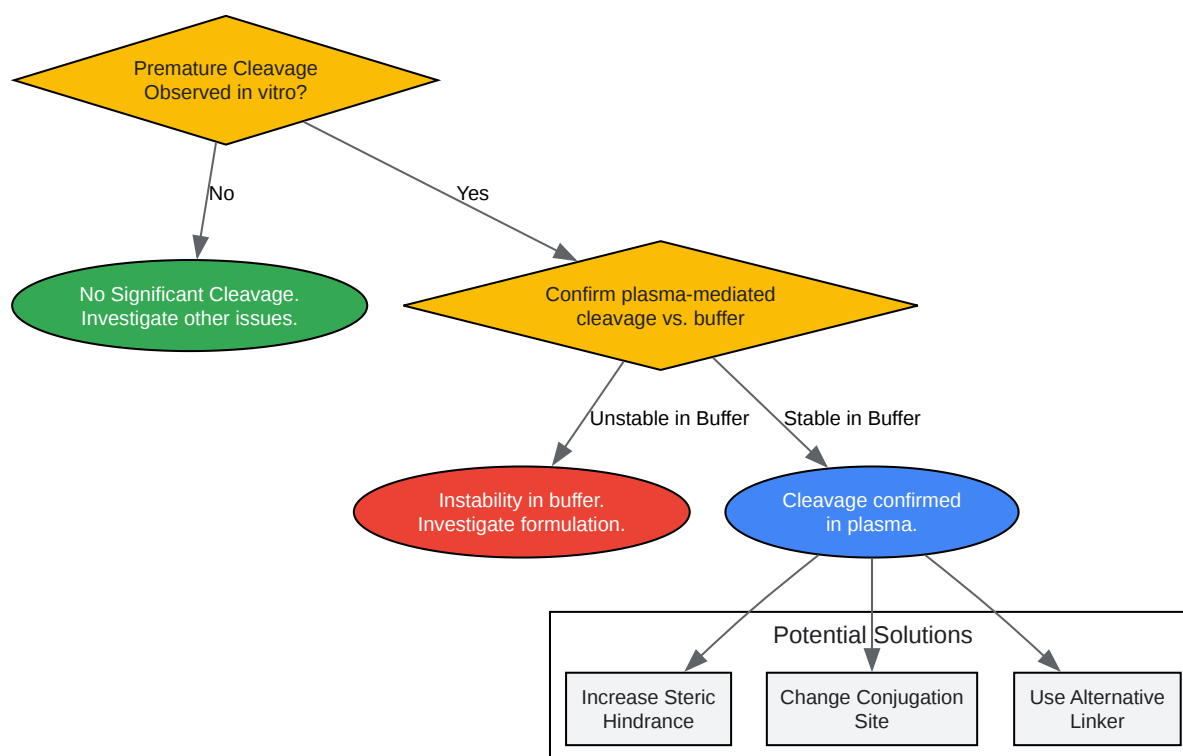 Premature Cleavage
Observed in vitro?
No
Yes
No Significant Cleavage.
Investigate other issues.
Confirm plasma-mediated
cleavage vs. buffer
Unstable in Buffer
Stable in Buffer
Instability in buffer.
Investigate formulation.
Cleavage confirmed
in plasma.
Potential Solutions
Increase Steric
Hindrance
Change Conjugation
Site
Use Alternative
Linker